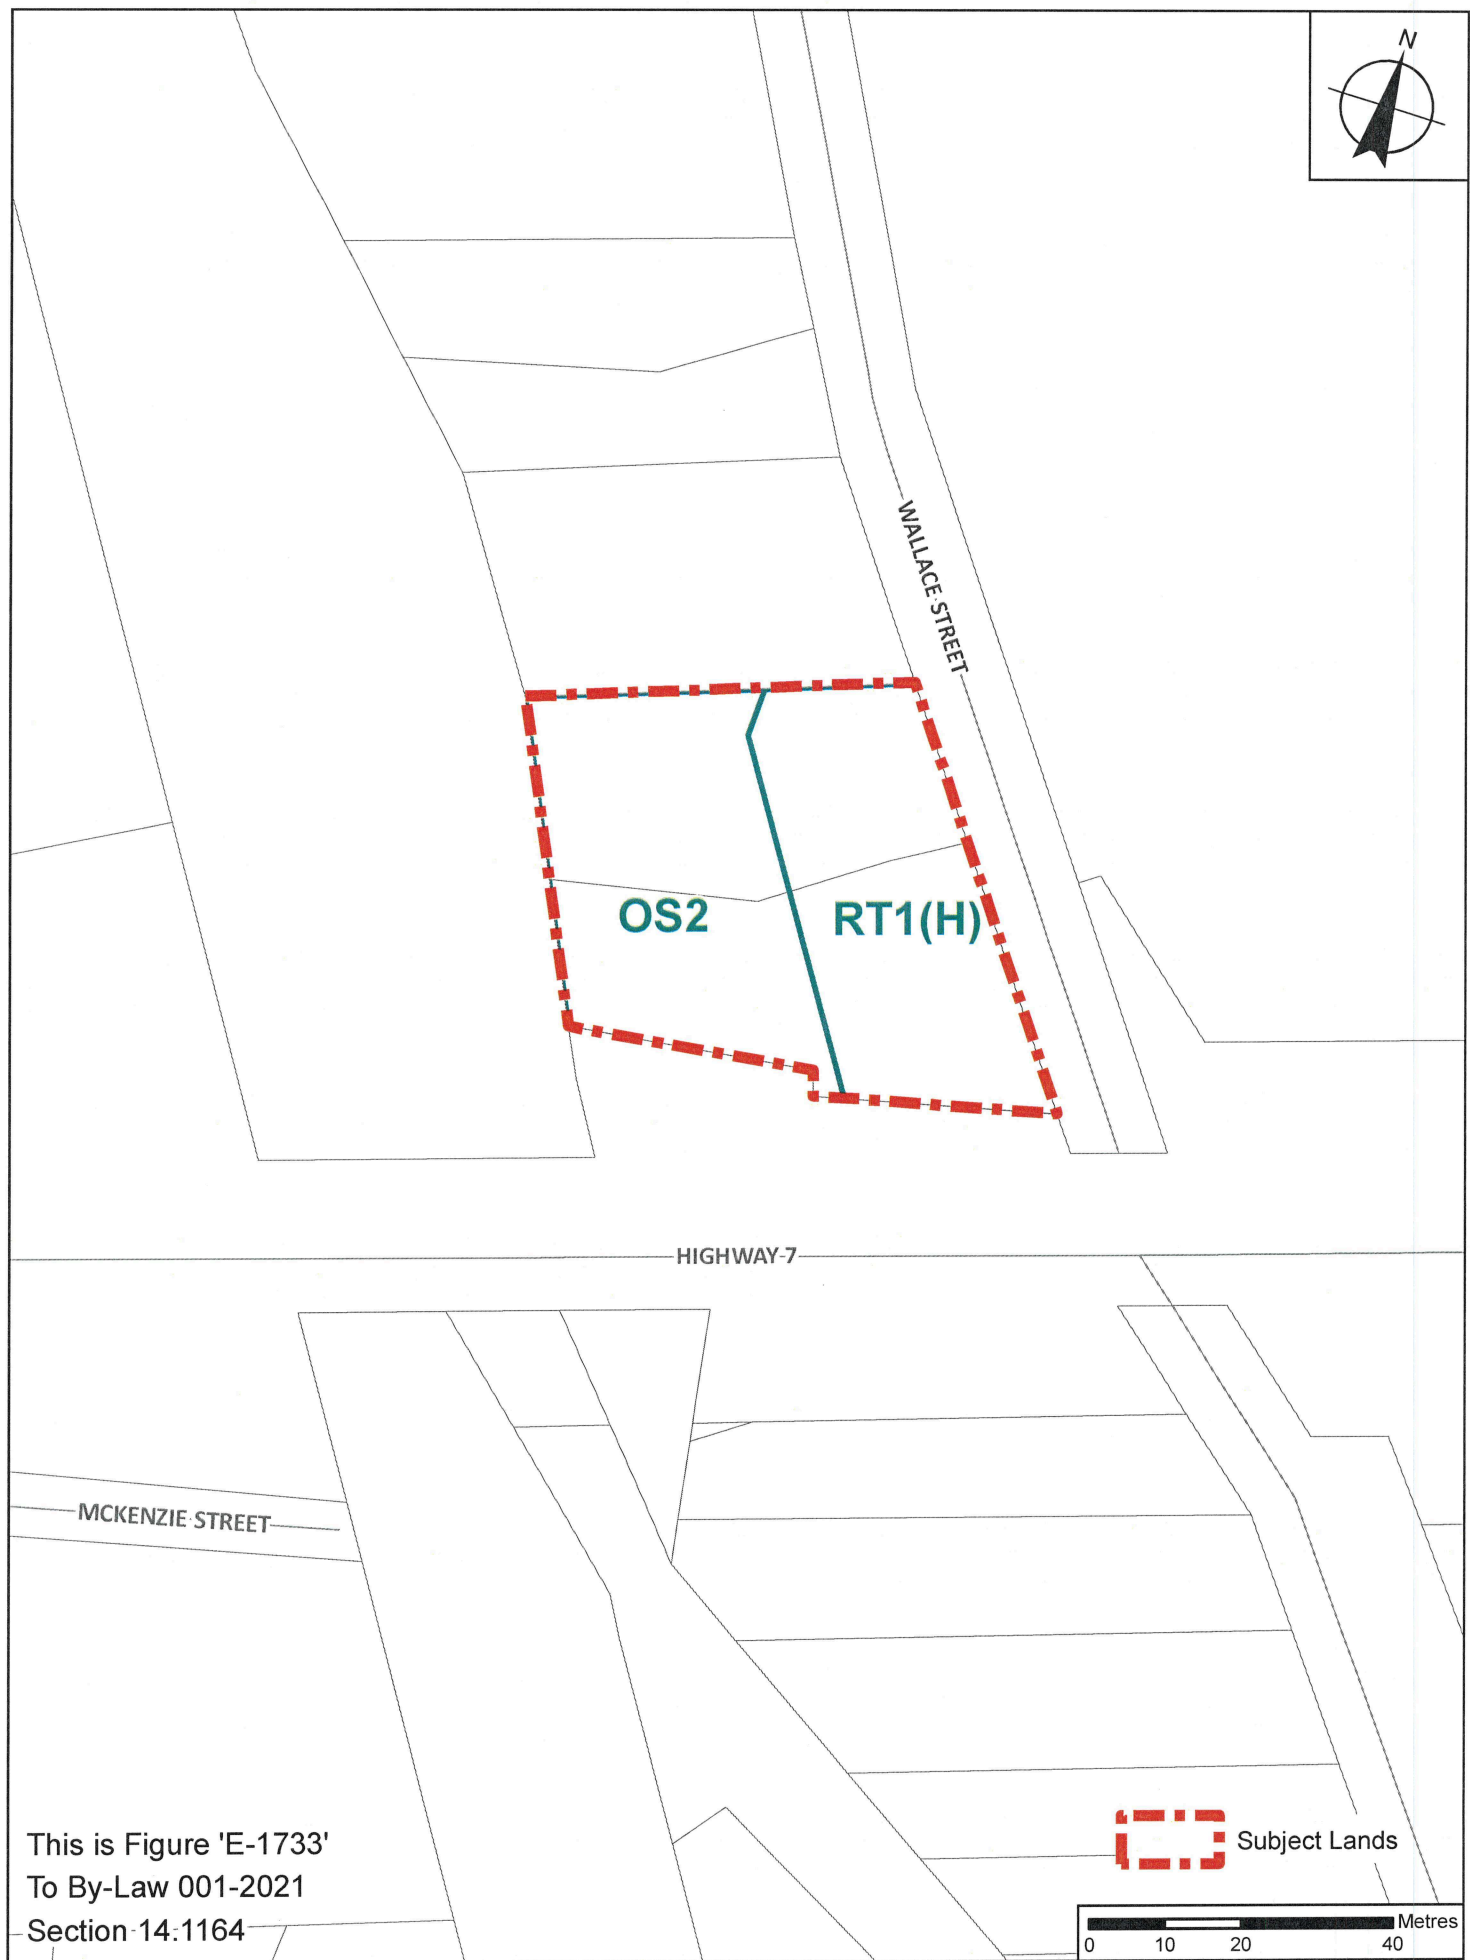 N
WALLACE STREET
OS2
RT1(H)
HIGHWAY 7
MCKENZIE STREET
This is Figure 'E-1733'
To By-Law 001-2021
Section 14.1164
Subject Lands
Metres
0 10 20 40